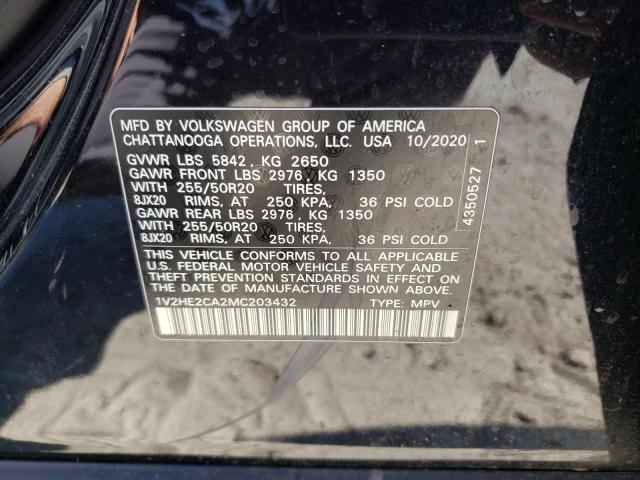 MFD BY VOLKSWAGEN GROUP OF AMERICA
CHATTANOOGA OPERATIONS, LLC. USA 10/2020
GVWR LBS 5842 , KG 2650
GAWR FRONT LBS 2976 , KG 1350
WITH 255/50R20 TIRES,
8JX20 RIMS, AT 250 KPA, 36 PSI COLD
GAWR REAR LBS 2976 , KG 1350
WITH 255/50R20 TIRES,
8JX20 RIMS, AT 250 KPA, 36 PSI COLD
THIS VEHICLE CONFORMS TO ALL APPLICABLE
U.S. FEDERAL MOTOR VEHICLE SAFETY AND
THEFT PREVENTION STANDARDS IN EFFECT ON
THE DATE OF MANUFACTURE SHOWN ABOVE.
1V2HE2CA2MC203432 TYPE: MPV
4350527 1